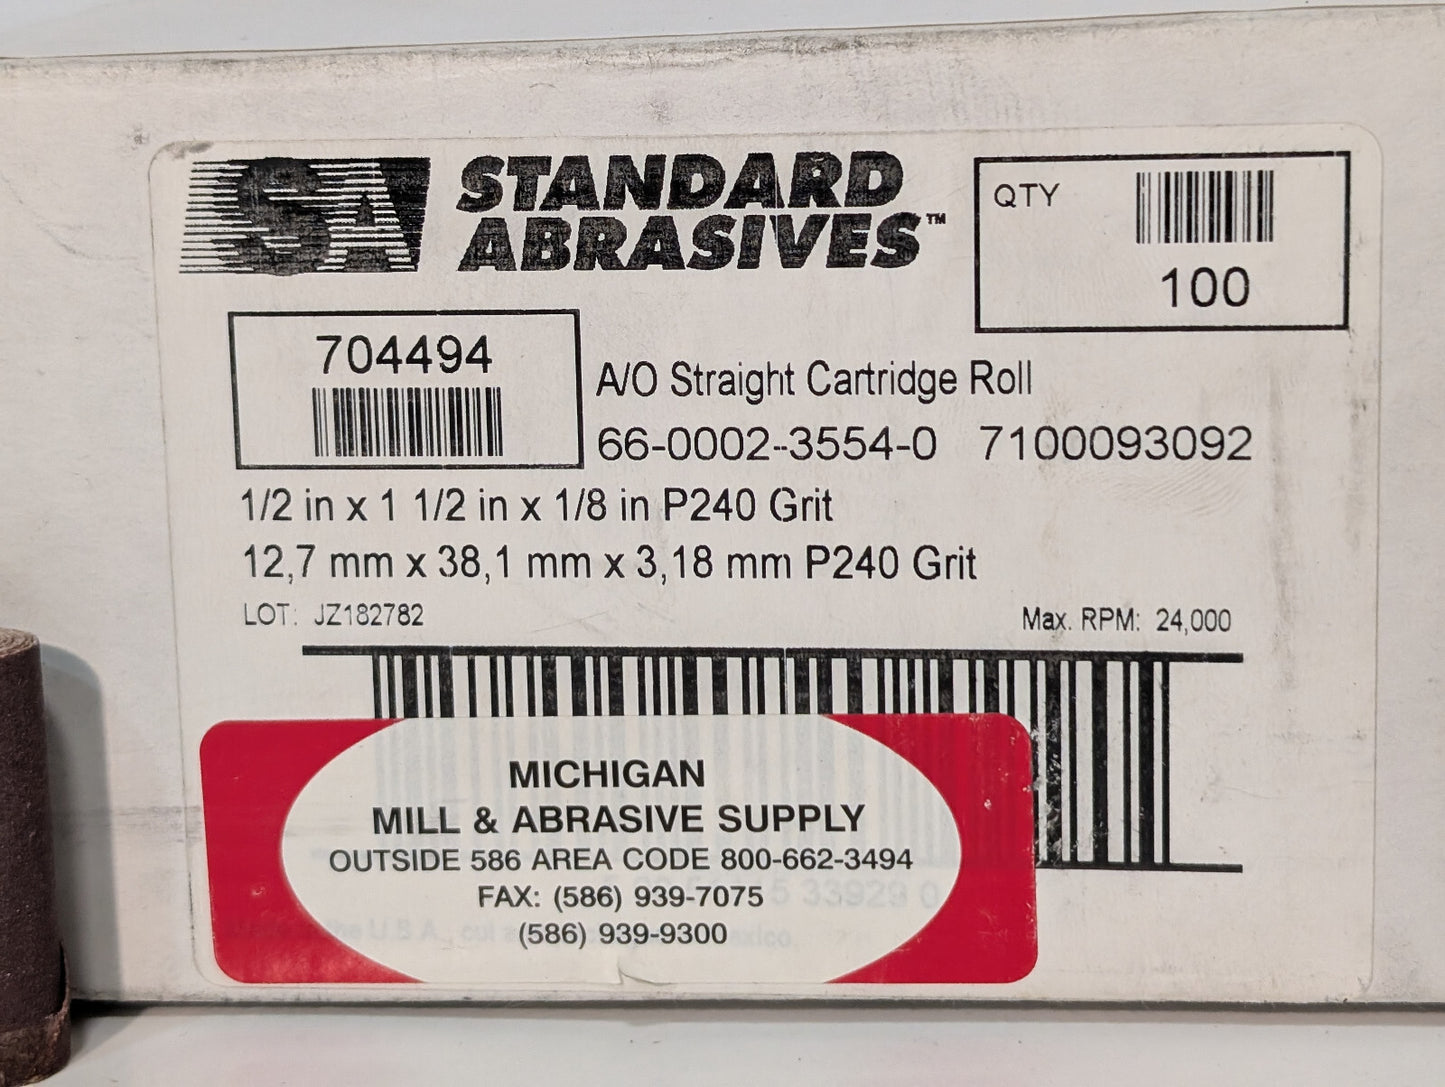 SA STANDARD
ABRASIVES™
QTY
100
704494
A/O Straight Cartridge Roll
66-0002-3554-0 7100093092
1/2 in x 1 1/2 in x 1/8 in P240 Grit
12,7 mm x 38,1 mm x 3,18 mm P240 Grit
LOT: JZ182782
Max. RPM: 24,000
MICHIGAN
MILL & ABRASIVE SUPPLY
OUTSIDE 586 AREA CODE 800-662-3494
FAX: (586) 939-7075
(586) 939-9300